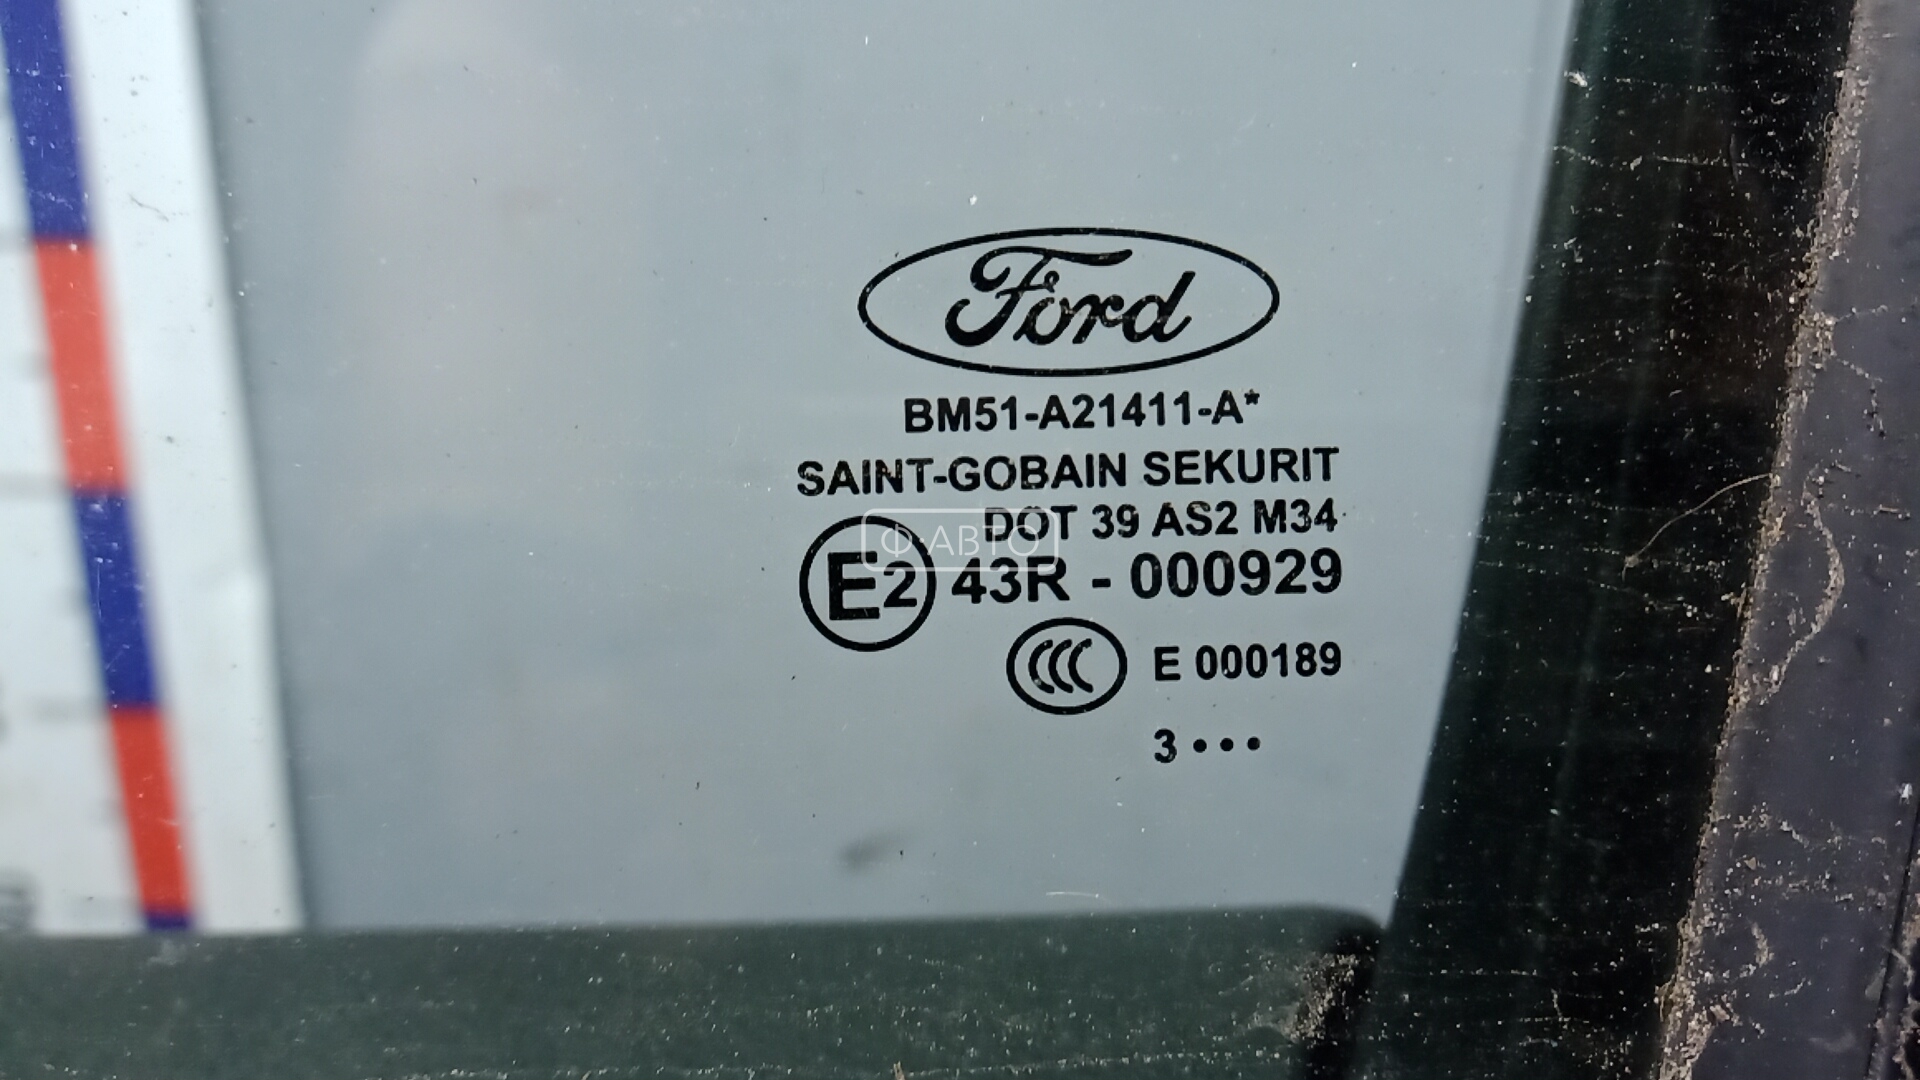 Ford
BM51-A21411-A*
SAINT-GOBAIN SEKURIT
DOT 39 AS2 M34
Ф-АВТО
E2 43R - 000929
CCC E 000189
3 •••